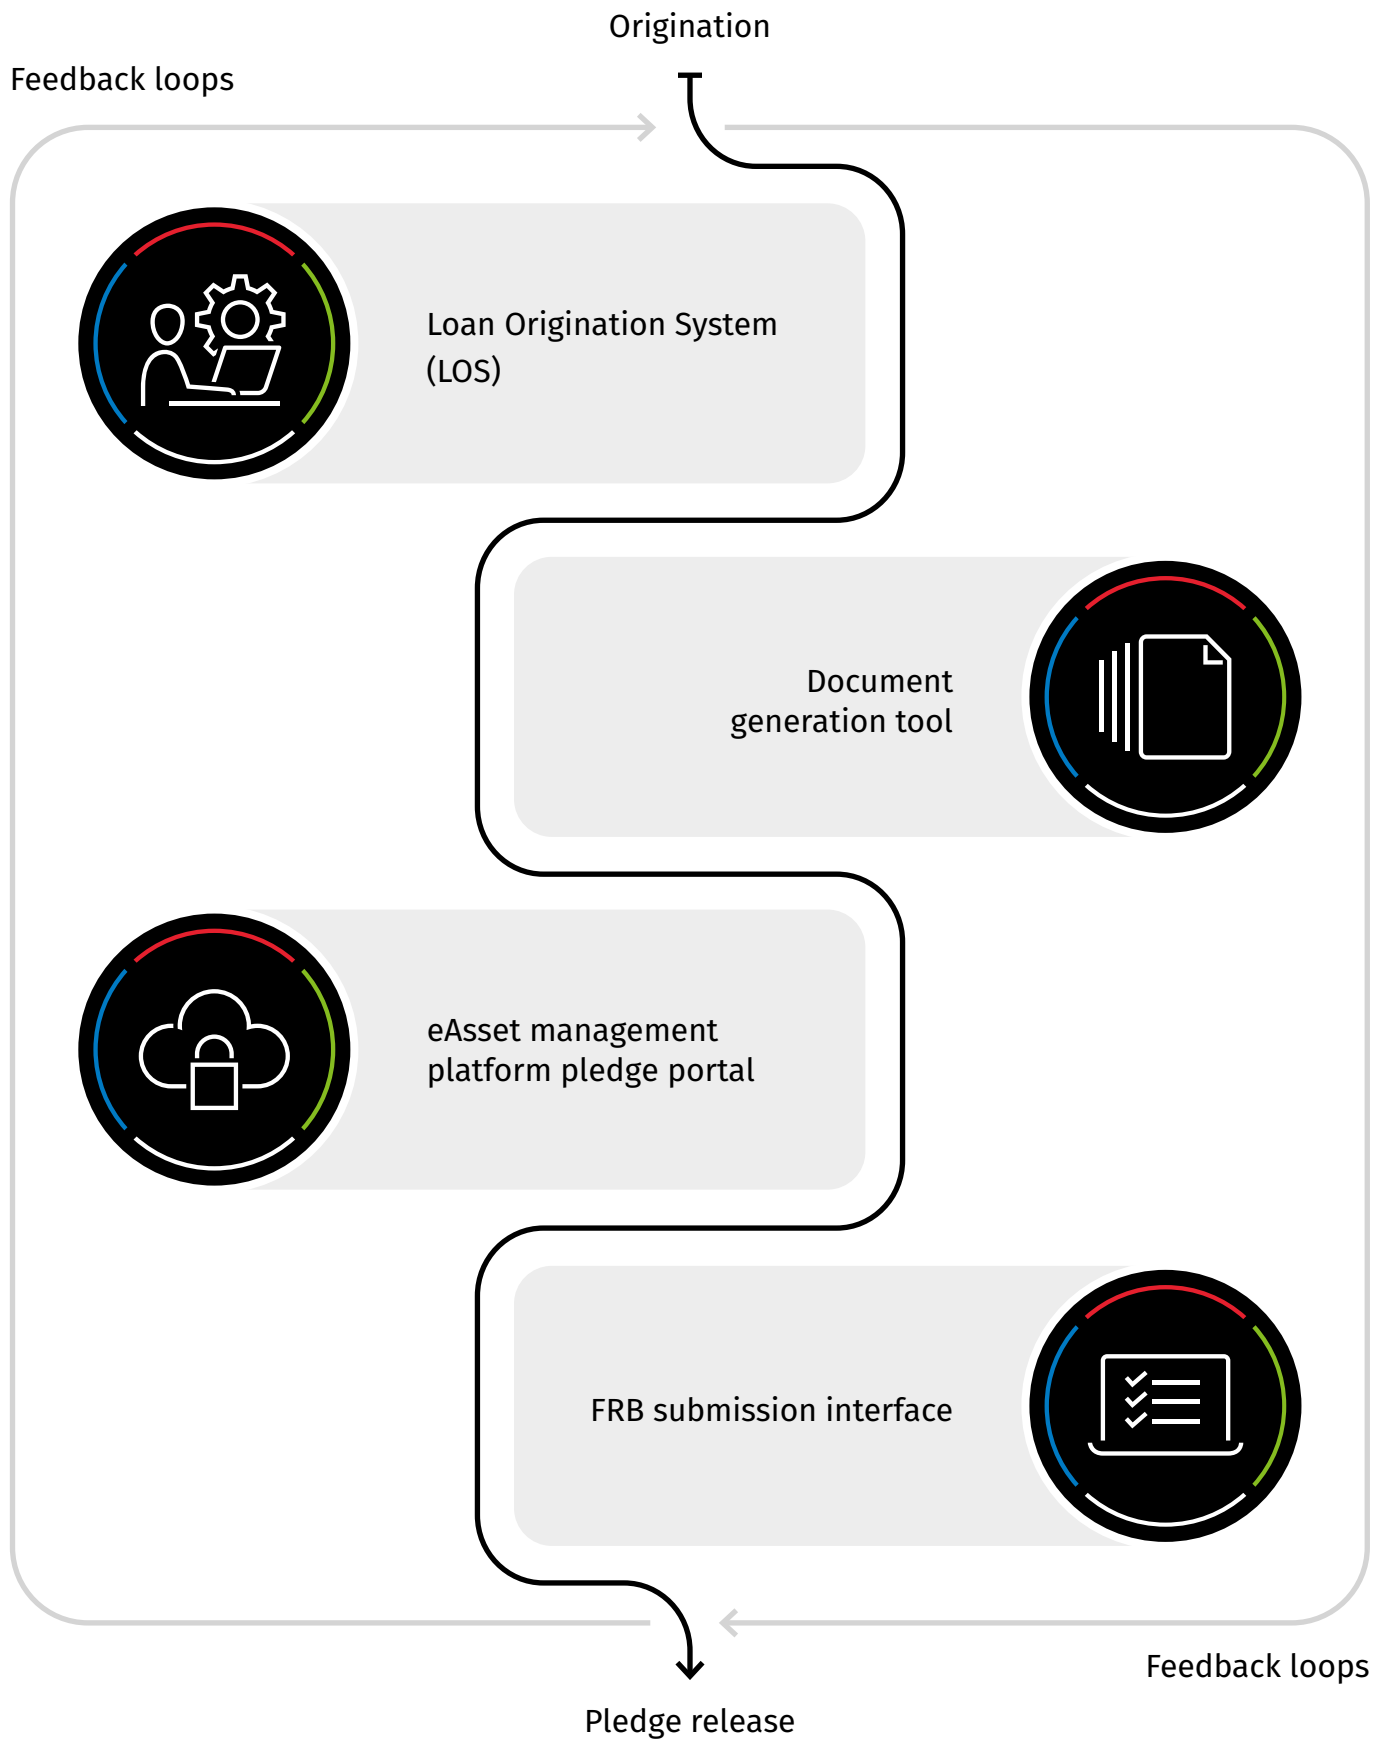 Origination
Feedback loops
Loan Origination System
(LOS)
Document
generation tool
eAsset management
platform pledge portal
FRB submission interface
Feedback loops
Pledge release